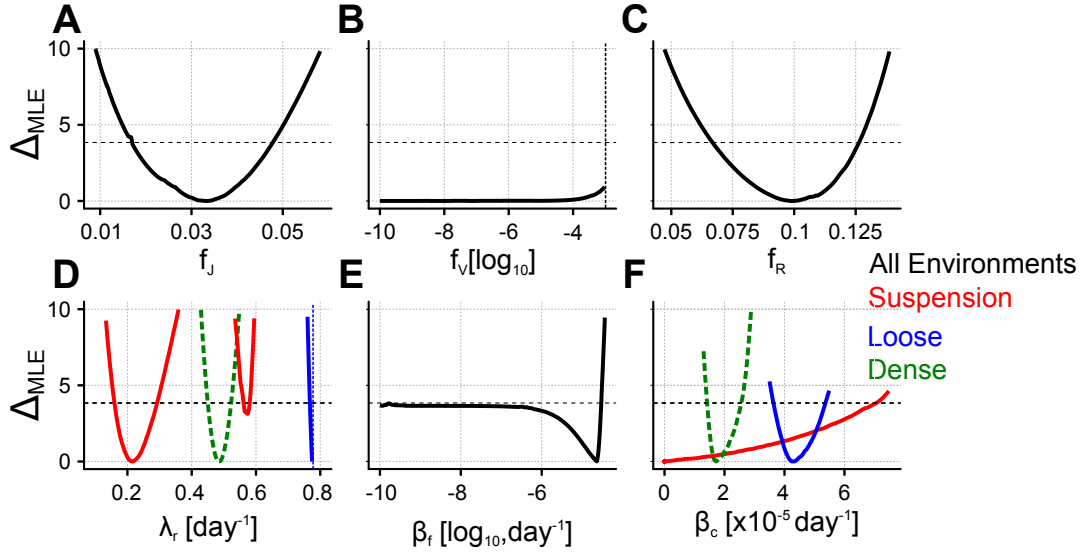 A
B
C
Δ_MLE
10
5
0
0.01 0.03 0.05
f_J
-10 -8 -6 -4
f_V[log_10]
0.05 0.075 0.1 0.125
f_R
D
E
F
All Environments
Suspension
Loose
Dense
Δ_MLE
10
5
0
0.2 0.4 0.6 0.8
λ_r [day^-1]
-10 -8 -6
β_f [log_10,day^-1]
0 2 4 6
β_c [x10^-5 day^-1]